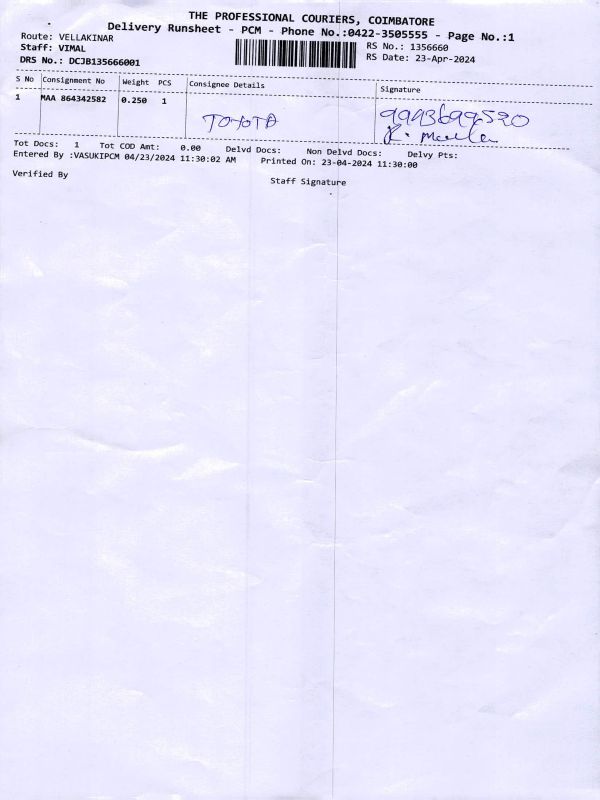 THE PROFESSIONAL COURIERS, COIMBATORE
Delivery Runsheet - PCM - Phone No.:0422-3505555 - Page No.:1
Route: VELLAKINAR
Staff: VIMAL
DRS No.: DCJB135666001
RS No.: 1356660
RS Date: 23-Apr-2024
S No Consignment No Weight PCS Consignee Details Signature
1 MAA 864342582 0.250 1
TOYOTA
Tot Docs: 1 Tot COD Amt: 0.00 Delvd Docs: Non Delvd Docs: Delvy Pts:
Entered By :VASUKIPCM 04/23/2024 11:30:02 AM Printed On: 23-04-2024 11:30:00
Verified By Staff Signature